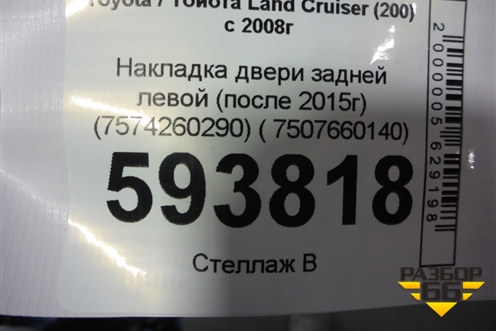 Toyota / Тойота Land Cruiser (200)
с 2008г
Накладка двери задней
левой (после 2015г)
(7574260290) ( 7507660140)
593818
Стеллаж В
2000005629198
РАЗБОР
66